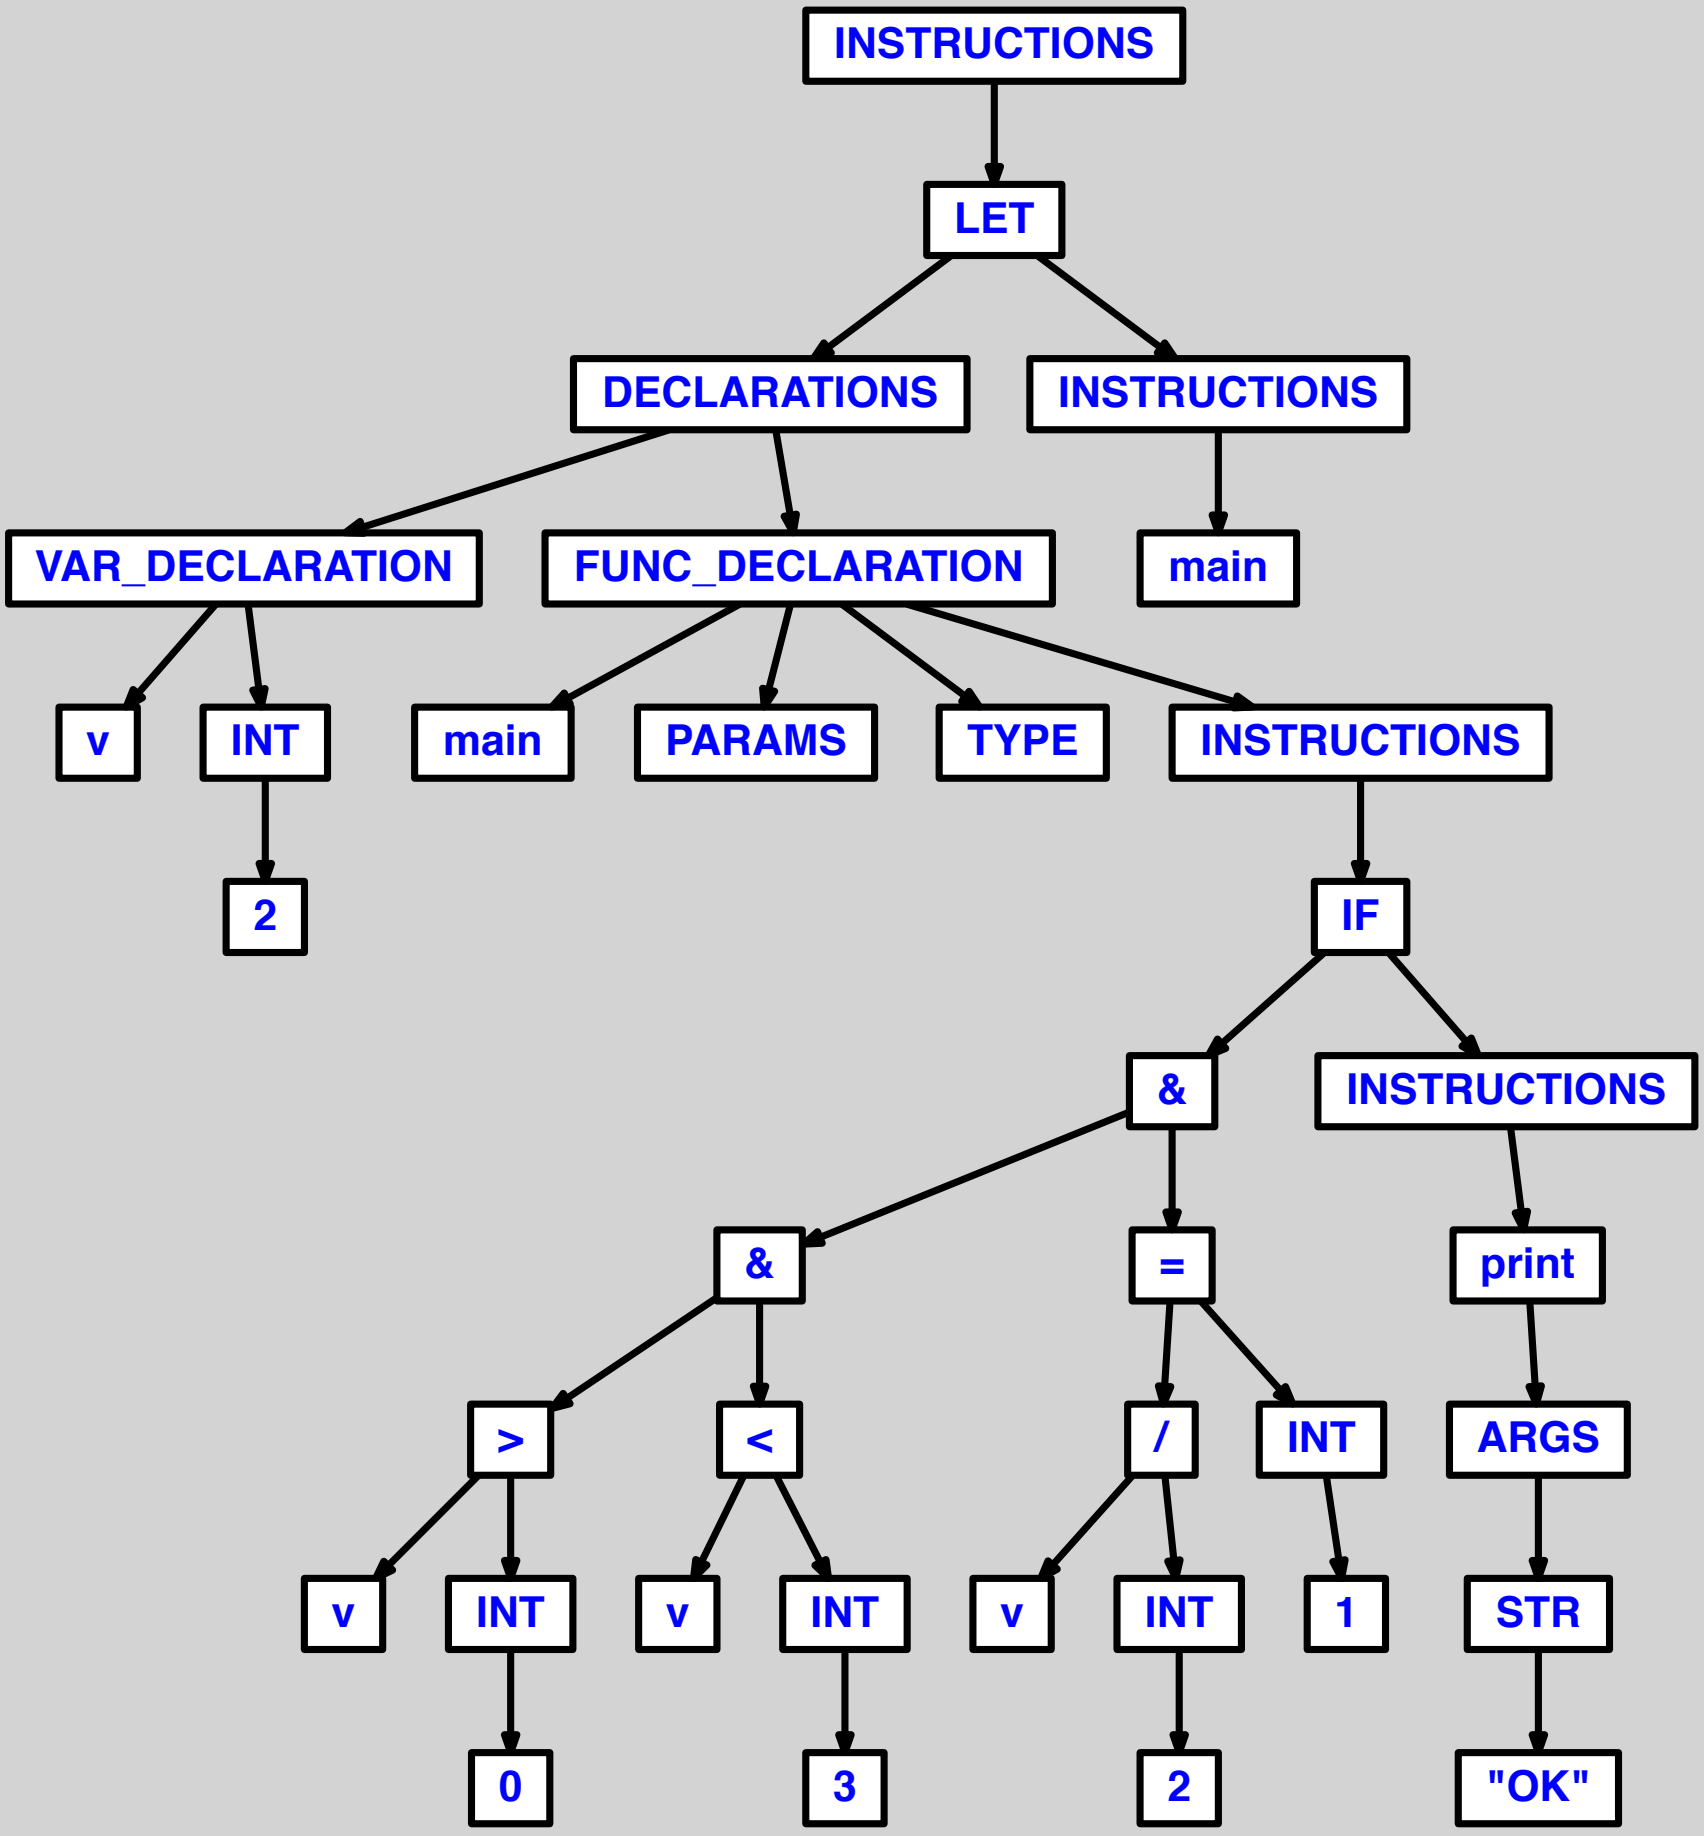 INSTRUCTIONS
LET
DECLARATIONS INSTRUCTIONS
VAR_DECLARATION FUNC_DECLARATION main
v INT main PARAMS TYPE INSTRUCTIONS
2 IF
& INSTRUCTIONS
& = print
> < / INT ARGS
v INT v INT v INT 1 STR
0 3 2 "OK"